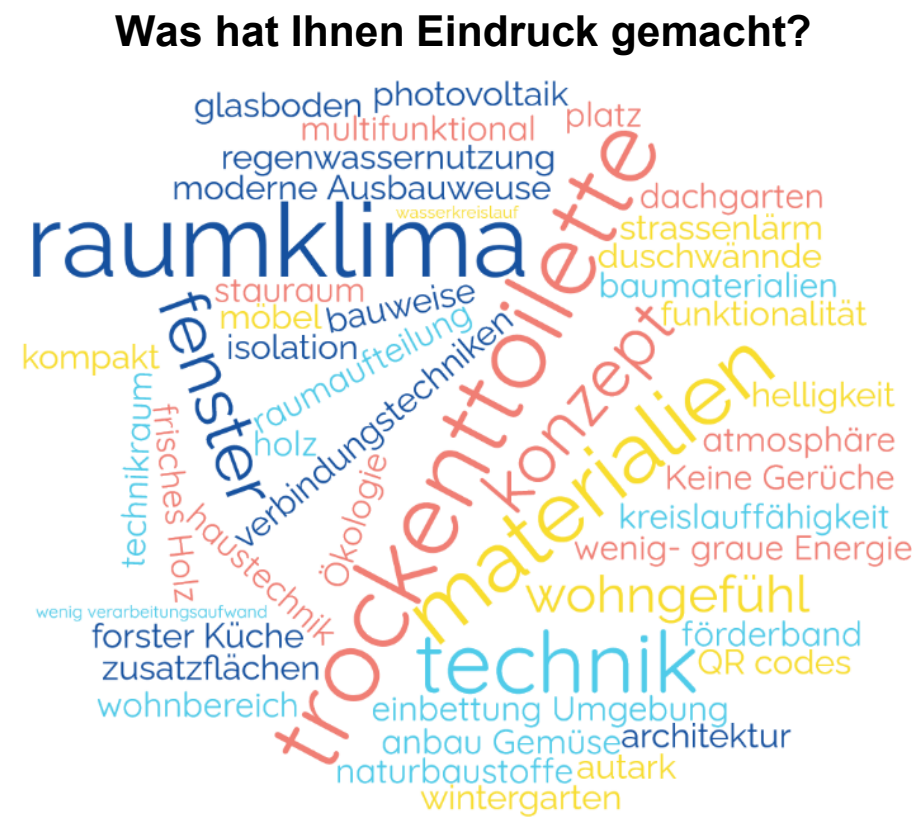 Was hat Ihnen Eindruck gemacht?
photovoltaik
glasboden
platz
multifunktional
regenwassernutzung
moderne Ausbauweuse
dachgarten
wasserkreislauf
strassenlärm
raumklima
trockenttoilette
duschwännde
baumaterialien
stauraum
bauweise
möbel
funktionalität
fenster
isolation
raumaufteilung
kompakt
verbindungstechniken
konzept
materialien
helligkeit
holz
technikraum
frisches Holz
atmosphäre
Keine Gerüche
Ökologie
haustechnik
kreislauffähigkeit
wenig- graue Energie
wohngefühl
wenig verarbeitungsaufwand
forster Küche
förderband
technik
QR codes
zusatzflächen
wohnbereich
einbettung Umgebung
anbau Gemüse
architektur
naturbaustoffe
autark
wintergarten